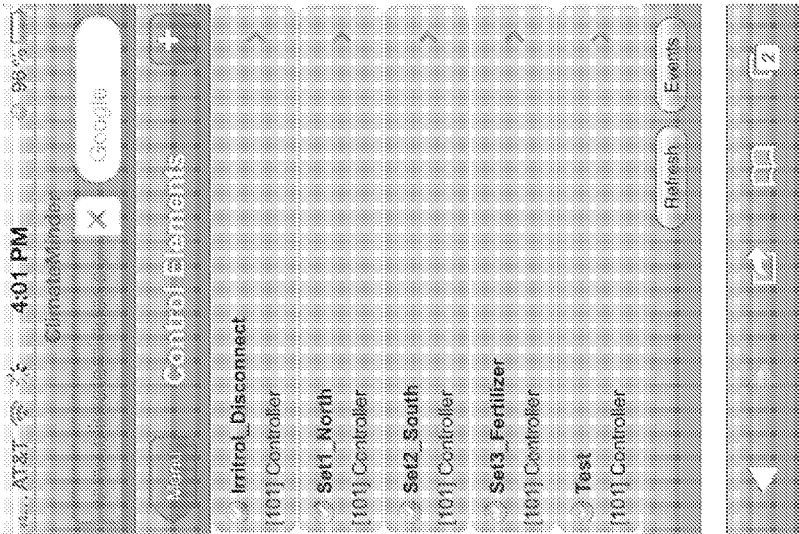 AT&T 4:01 PM 96%
ClimateMinder
Google
Menu Control Elements +
Irritrol_Disconnect
[101] Controller
Set1_North
[101] Controller
Set2_South
[101] Controller
Set3_Fertilizer
[101] Controller
Test
[101] Controller
Refresh Events
2